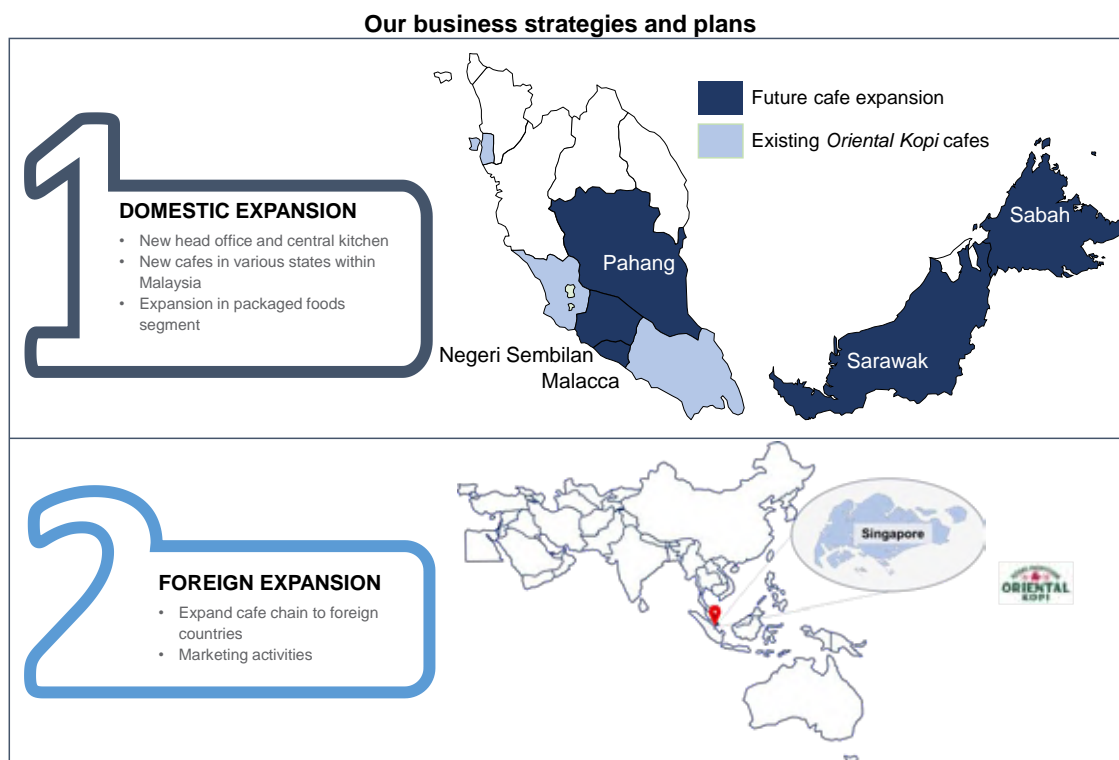 Our business strategies and plans
Future cafe expansion
Existing Oriental Kopi cafes
DOMESTIC EXPANSION
• New head office and central kitchen
• New cafes in various states within
Malaysia
• Expansion in packaged foods
segment
Pahang
Negeri Sembilan
Malacca
Sabah
Sarawak
1
2
FOREIGN EXPANSION
• Expand cafe chain to foreign
countries
• Marketing activities
Singapore
ORIENTAL
KOPI